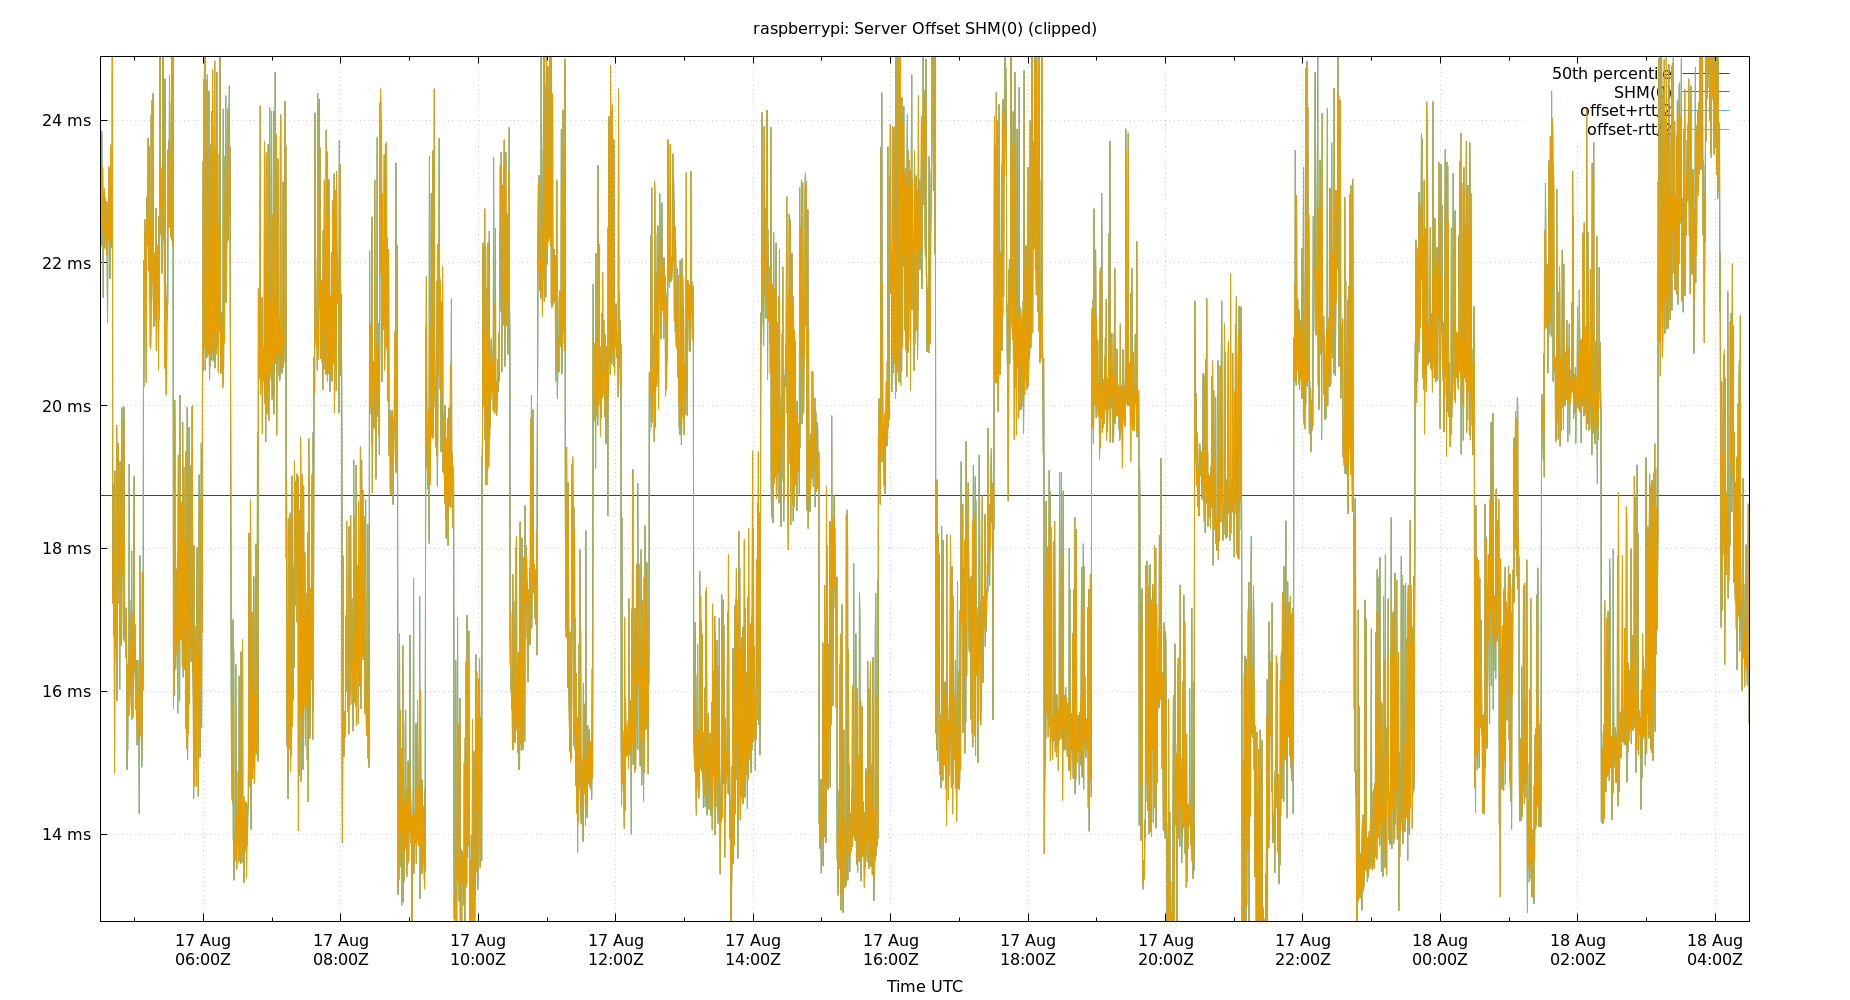 raspberrypi: Server Offset SHM(0) (clipped)
50th percentile
SHM(0)
offset+rtt/2
offset-rtt/2
24 ms
22 ms
20 ms
18 ms
16 ms
14 ms
17 Aug 17 Aug 17 Aug 17 Aug 17 Aug 17 Aug 17 Aug 17 Aug 17 Aug 18 Aug 18 Aug 18 Aug
06:00Z 08:00Z 10:00Z 12:00Z 14:00Z 16:00Z 18:00Z 20:00Z 22:00Z 00:00Z 02:00Z 04:00Z
Time UTC